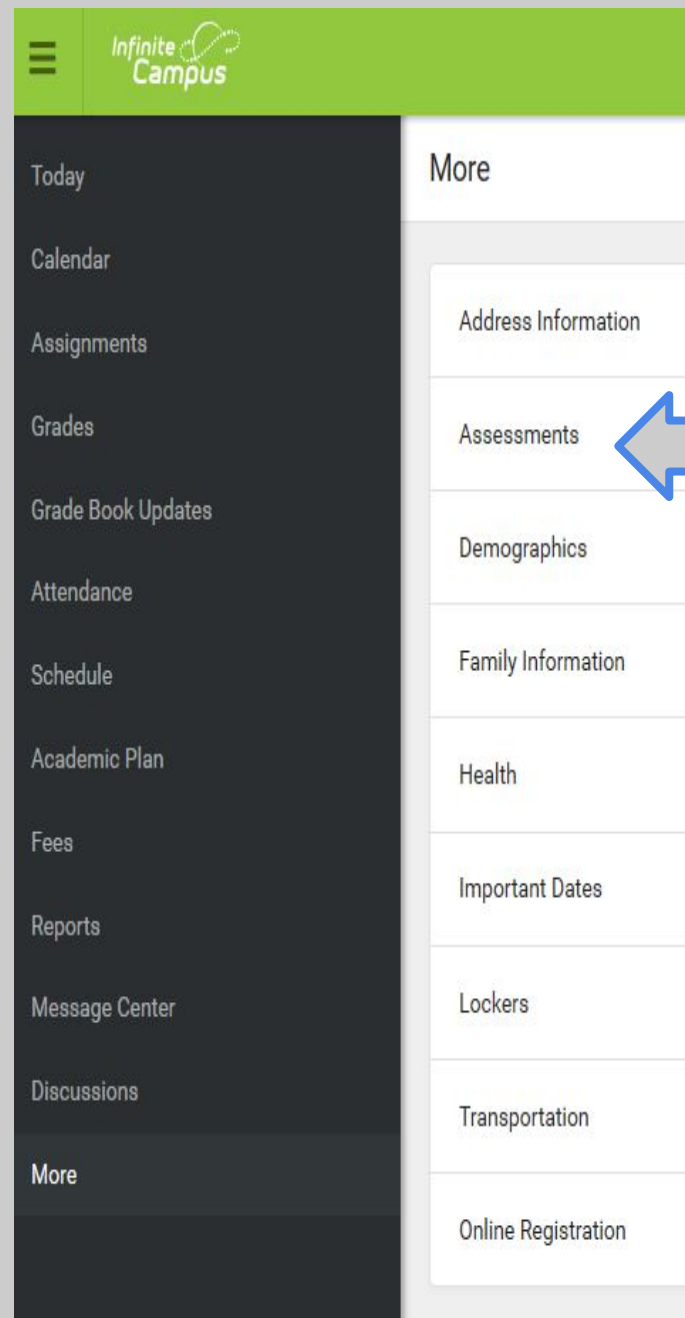 Infinite
Campus
Today
Calendar
Assignments
Grades
Grade Book Updates
Attendance
Schedule
Academic Plan
Fees
Reports
Message Center
Discussions
More
More
Address Information
Assessments
Demographics
Family Information
Health
Important Dates
Lockers
Transportation
Online Registration